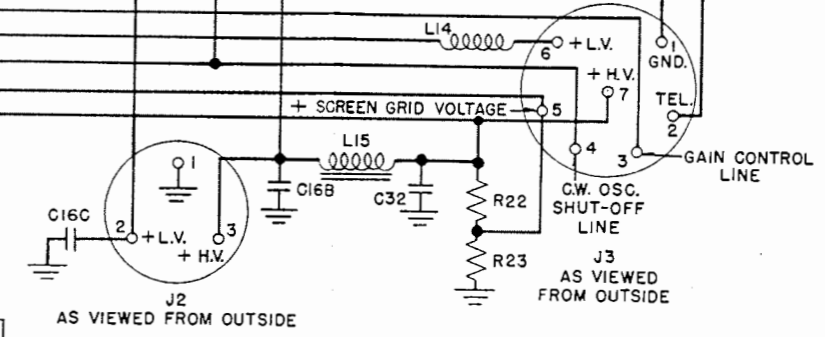 L14
6
+ L.V.
1
GND.
+ H.V.
7
TEL.
2
+ SCREEN GRID VOLTAGE
5
L15
4
3
GAIN CONTROL
LINE
1
C16B
C32
R22
C.W. OSC.
SHUT-OFF
LINE
C16C
2
+ L.V.
3
+ H.V.
R23
J3
AS VIEWED
FROM OUTSIDE
J2
AS VIEWED FROM OUTSIDE